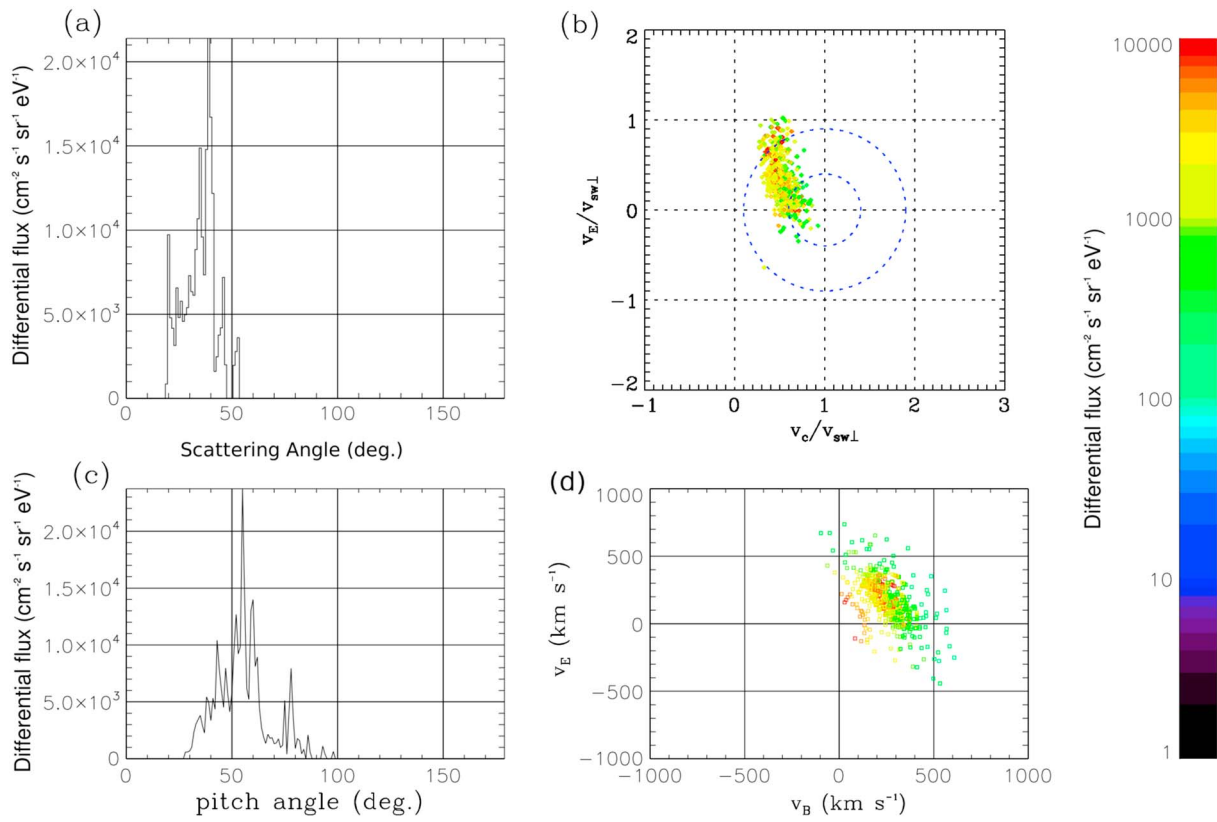 (a)
Differential flux (cm⁻² s⁻¹ sr⁻¹ eV⁻¹)
2.0×10⁴
1.5×10⁴
1.0×10⁴
5.0×10³
0
0 50 100 150
Scattering Angle (deg.)
(b)
v_E/v_sw⊥
2
1
0
−1
−2
−1 0 1 2 3
v_c/v_sw⊥
(c)
Differential flux (cm⁻² s⁻¹ sr⁻¹ eV⁻¹)
2.0×10⁴
1.5×10⁴
1.0×10⁴
5.0×10³
0
0 50 100 150
pitch angle (deg.)
(d)
v_E (km s⁻¹)
1000
500
0
−500
−1000
−1000 −500 0 500 1000
v_B (km s⁻¹)
Differential flux (cm⁻² s⁻¹ sr⁻¹ eV⁻¹)
10000
1000
100
10
1